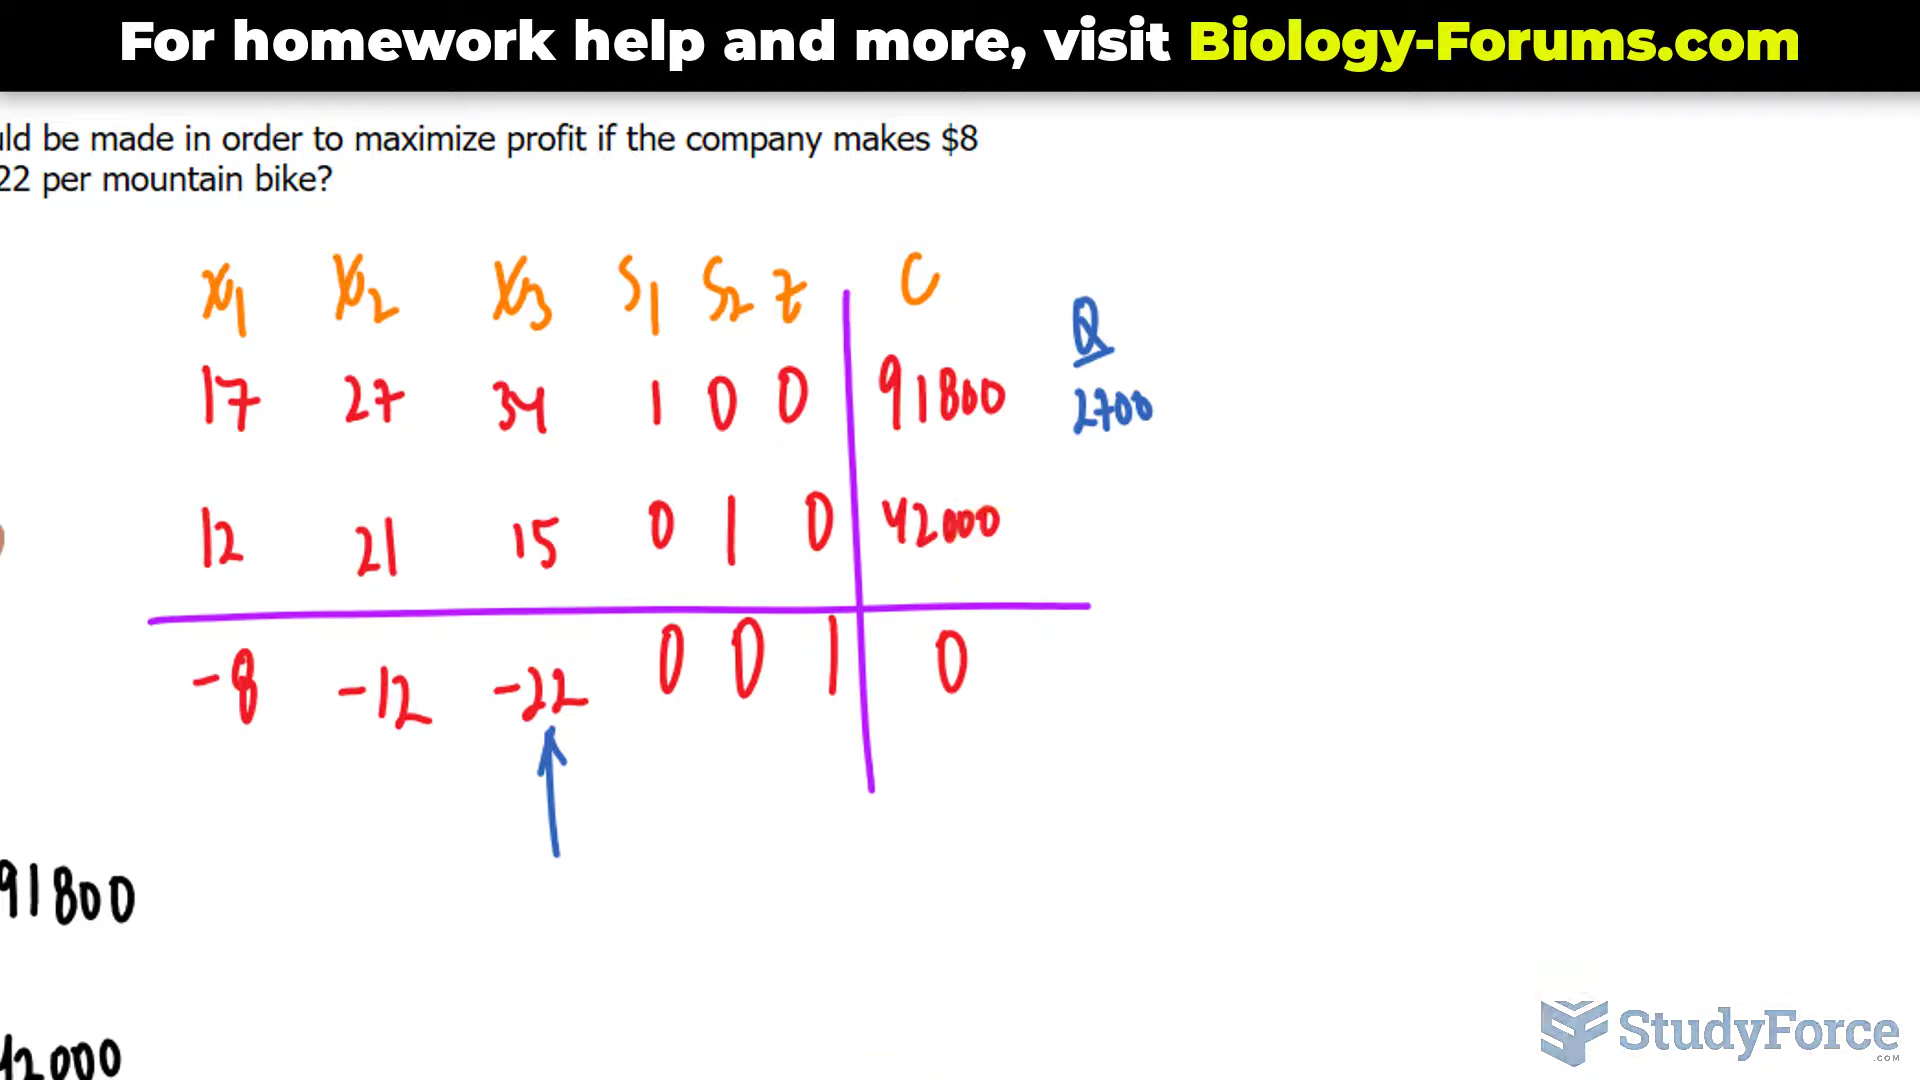 For homework help and more, visit Biology-Forums.com
uld be made in order to maximize profit if the company makes $8
22 per mountain bike?
x1 x2 x3 s1 s2 z C
Q
17 27 34 1 0 0 91800 2700
12 21 15 0 1 0 42000
-8 -12 -22 0 0 1 0
91800
42000
StudyForce
.COM